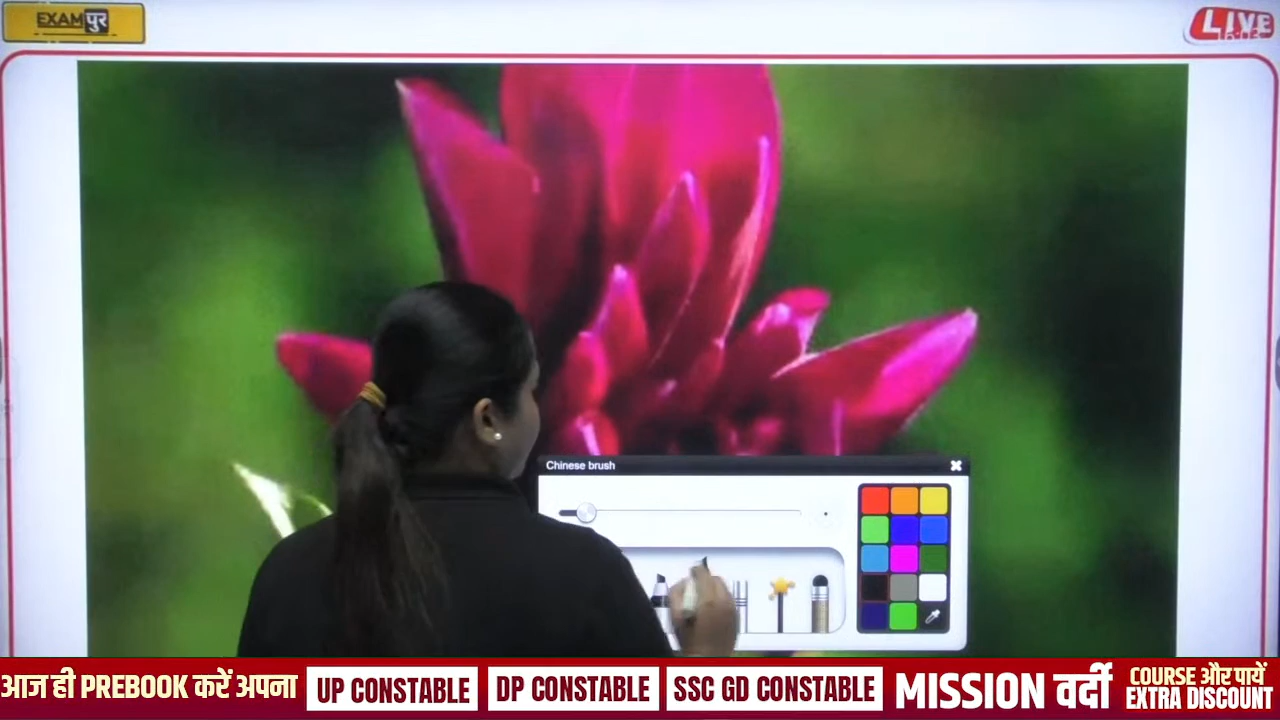 EXAMपुर
LIVE
Chinese brush
आज ही PREBOOK करें अपना
UP CONSTABLE
DP CONSTABLE
SSC GD CONSTABLE
MISSION वर्दी
COURSE और पायें
EXTRA DISCOUNT